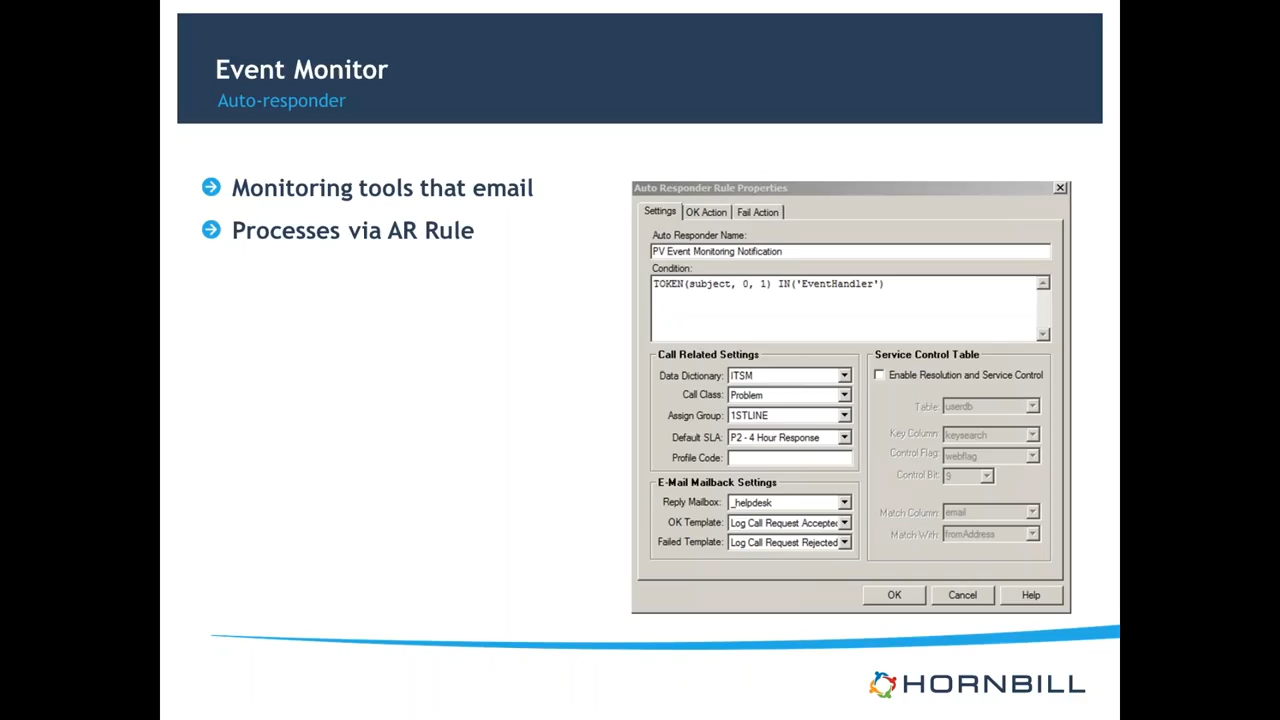 Event Monitor
Auto-responder
Monitoring tools that email
Processes via AR Rule
Auto Responder Rule Properties
Settings OK Action Fail Action
Auto Responder Name:
PV Event Monitoring Notification
Condition:
TOKEN(subject, 0, 1) IN('EventHandler')
Call Related Settings
Data Dictionary: ITSM
Call Class: Problem
Assign Group: 1STLINE
Default SLA: P2 - 4 Hour Response
Profile Code:
E-Mail Mailback Settings
Reply Mailbox: _helpdesk
OK Template: Log Call Request Accepted
Failed Template: Log Call Request Rejected
Service Control Table
Enable Resolution and Service Control
Table: userdb
Key Column: keysearch
Control Flag: webflag
Control Bit: 9
Match Column: email
Match With: fromAddress
OK Cancel Help
HORNBILL